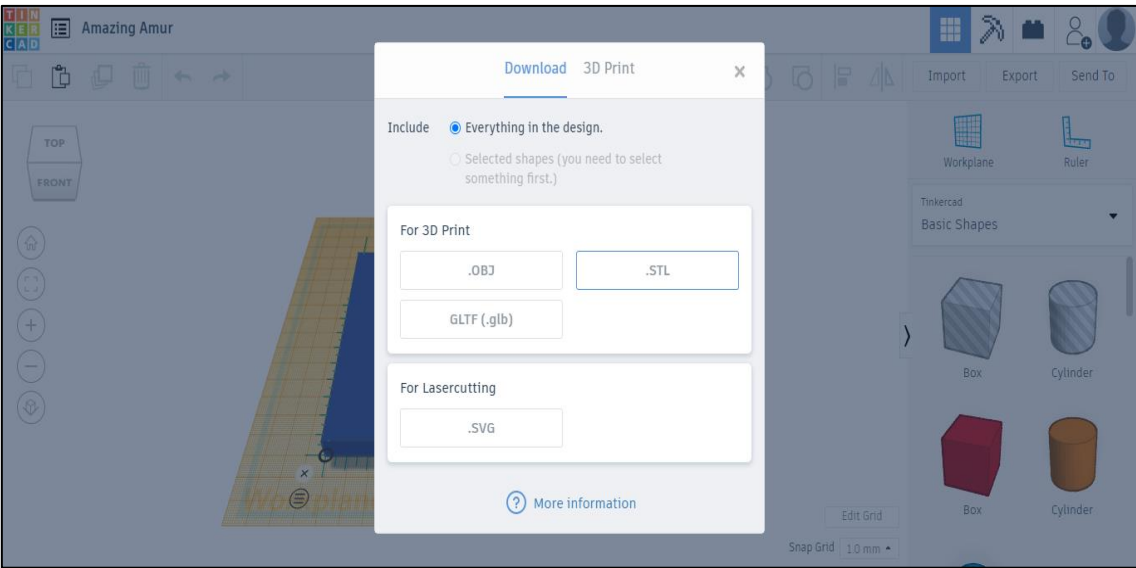 TIN
KER
CAD
Amazing Amur
Import
Export
Send To
Download
3D Print
Include
Everything in the design.
Selected shapes (you need to select
something first.)
For 3D Print
.OBJ
.STL
GLTF (.glb)
For Lasercutting
.SVG
? More information
TOP
FRONT
Workplane
Workplane
Ruler
Tinkercad
Basic Shapes
Box
Cylinder
Box
Cylinder
Edit Grid
Snap Grid
1.0 mm